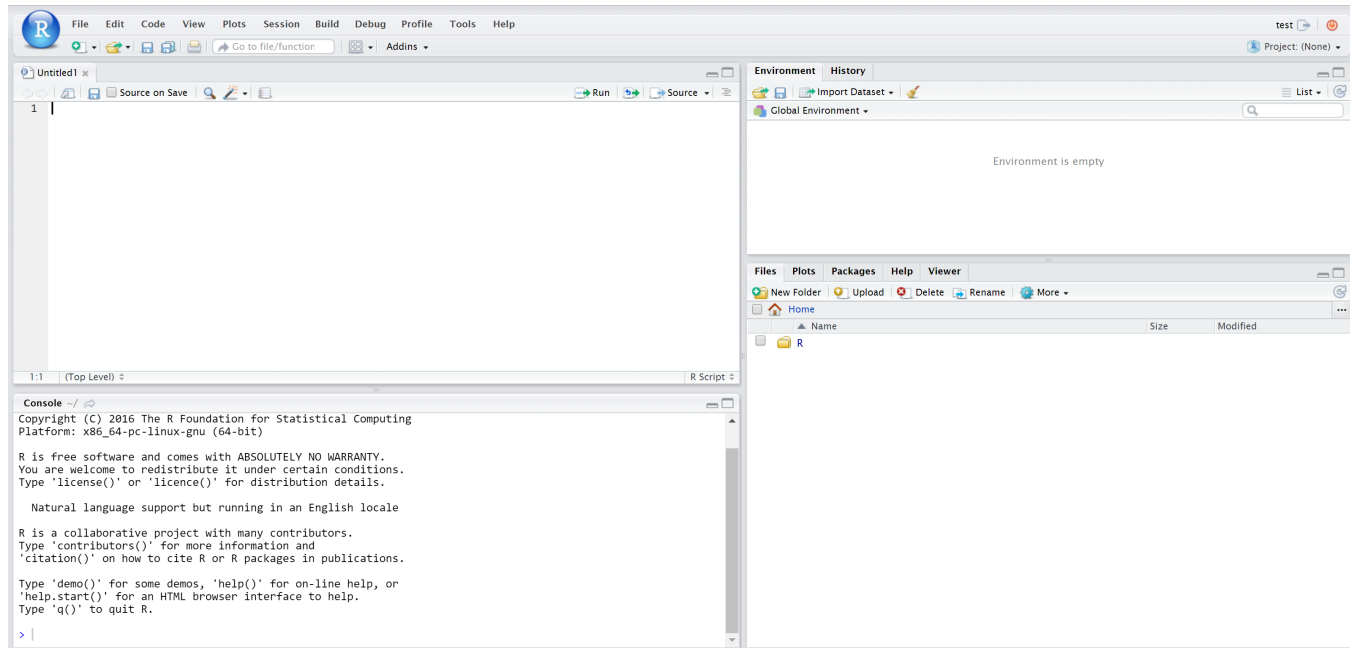 R File Edit Code View Plots Session Build Debug Profile Tools Help test
Go to file/function Addins Project: (None)
Untitled1
Source on Save Run Source
1
1:1 (Top Level) R Script
Console ~/
Copyright (C) 2016 The R Foundation for Statistical Computing
Platform: x86_64-pc-linux-gnu (64-bit)
R is free software and comes with ABSOLUTELY NO WARRANTY.
You are welcome to redistribute it under certain conditions.
Type 'license()' or 'licence()' for distribution details.
Natural language support but running in an English locale
R is a collaborative project with many contributors.
Type 'contributors()' for more information and
'citation()' on how to cite R or R packages in publications.
Type 'demo()' for some demos, 'help()' for on-line help, or
'help.start()' for an HTML browser interface to help.
Type 'q()' to quit R.
>
Environment History
Import Dataset List
Global Environment
Environment is empty
Files Plots Packages Help Viewer
New Folder Upload Delete Rename More
Home ...
Name Size Modified
R